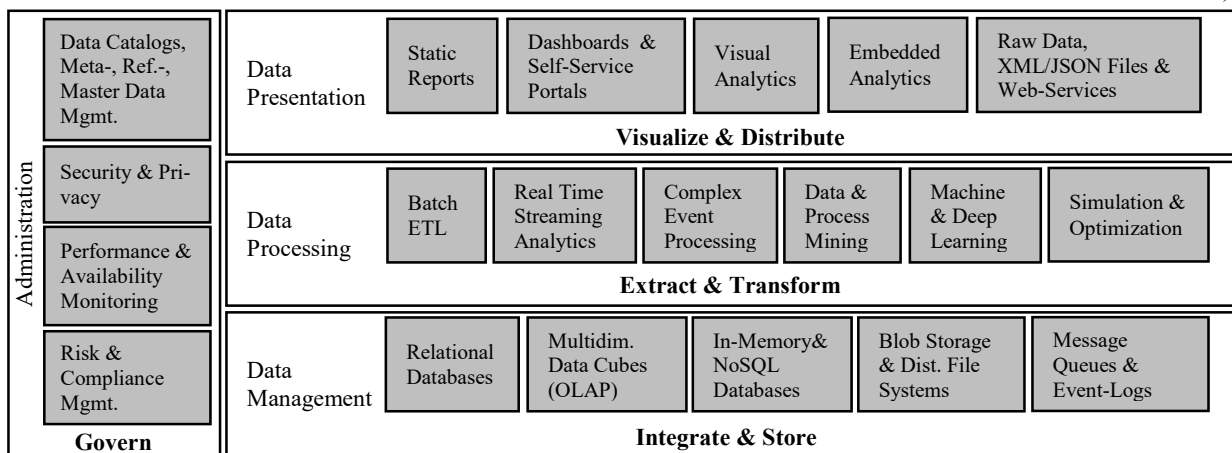 Administration
Data Catalogs,
Meta-, Ref.-,
Master Data
Mgmt.
Security & Pri-
vacy
Performance &
Availability
Monitoring
Risk &
Compliance
Mgmt.
Govern
Data
Presentation
Static
Reports
Dashboards &
Self-Service
Portals
Visual
Analytics
Embedded
Analytics
Raw Data,
XML/JSON Files &
Web-Services
Visualize & Distribute
Data
Processing
Batch
ETL
Real Time
Streaming
Analytics
Complex
Event
Processing
Data &
Process
Mining
Machine
& Deep
Learning
Simulation &
Optimization
Extract & Transform
Data
Management
Relational
Databases
Multidim.
Data Cubes
(OLAP)
In-Memory&
NoSQL
Databases
Blob Storage
& Dist. File
Systems
Message
Queues &
Event-Logs
Integrate & Store